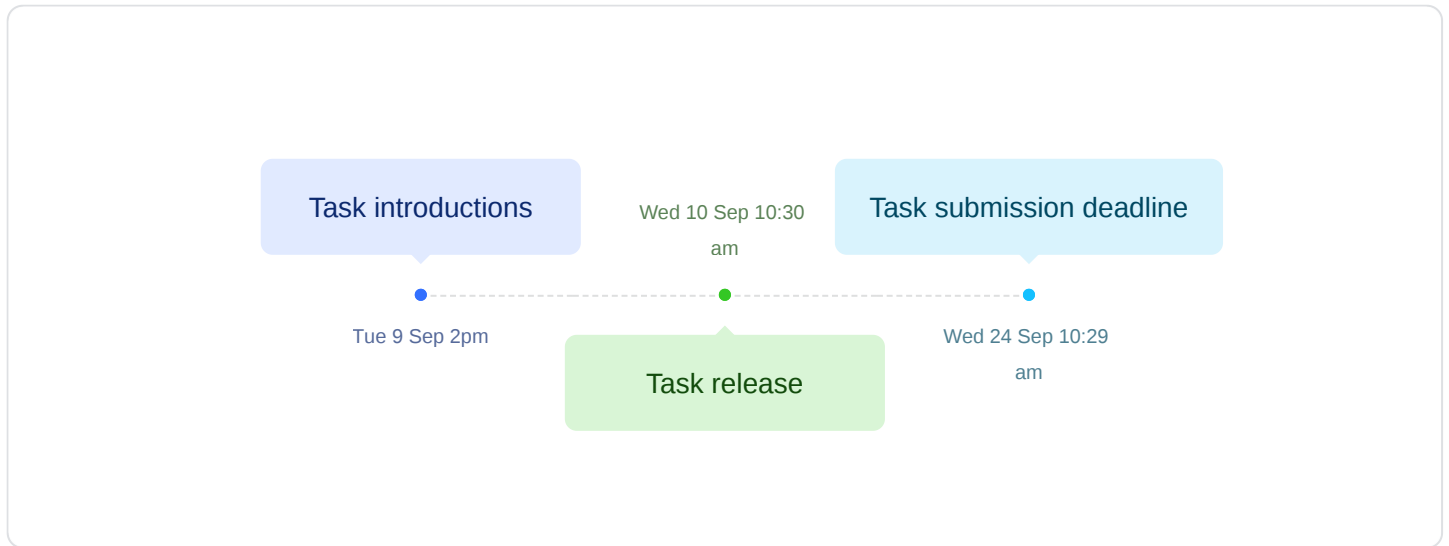 Task introductions
Tue 9 Sep 2pm
Wed 10 Sep 10:30
am
Task release
Task submission deadline
Wed 24 Sep 10:29
am